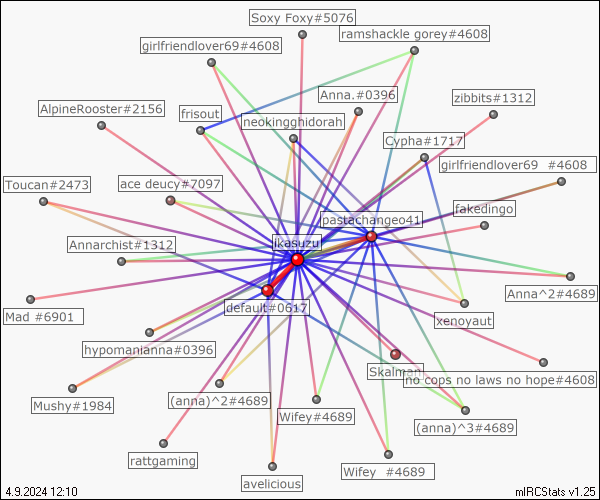 Soxy Foxy#5076
ramshackle gorey#4608
girlfriendlover69#4608
Anna.#0396
zibbits#1312
AlpineRooster#2156
frisout
neokingghidorah
Cypha#1717
girlfriendlover69 #4608
Toucan#2473
ace deucy#7097
fakedingo
pastachangeo41
Annarchist#1312
ikasuzu
Anna^2#4689
default#0617
Mad #6901
xenoyaut
hypomanianna#0396
Skalman
no cops no laws no hope#4608
Mushy#1984
(anna)^2#4689
Wifey#4689
(anna)^3#4689
rattgaming
Wifey #4689
avelicious
4.9.2024 12:10
mIRCStats v1.25